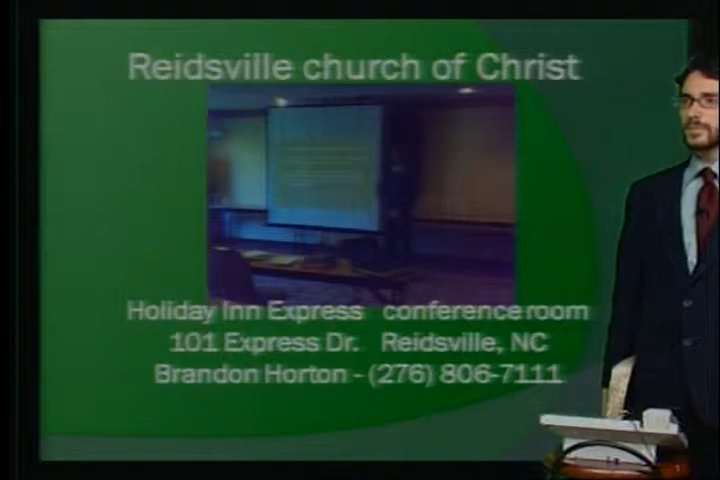 Reidsville church of Christ
Holiday Inn Express conference room
101 Express Dr. Reidsville, NC
Brandon Horton - (276) 806-7111